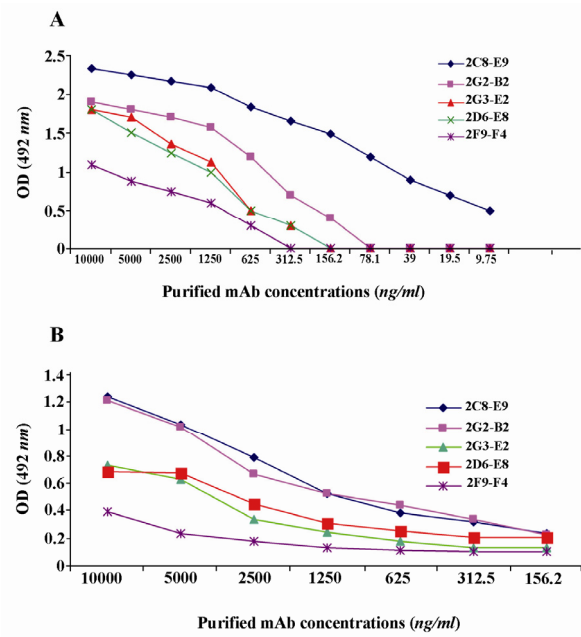 A
2.5
2
1.5
1
0.5
0
OD (492 nm)
2C8-E9
2G2-B2
2G3-E2
2D6-E8
2F9-F4
10000 5000 2500 1250 625 312.5 156.2 78.1 39 19.5 9.75
Purified mAb concentrations (ng/ml)
B
1.4
1.2
1
0.8
0.6
0.4
0.2
0
OD (492 nm)
2C8-E9
2G2-B2
2G3-E2
2D6-E8
2F9-F4
10000 5000 2500 1250 625 312.5 156.2
Purified mAb concentrations (ng/ml)